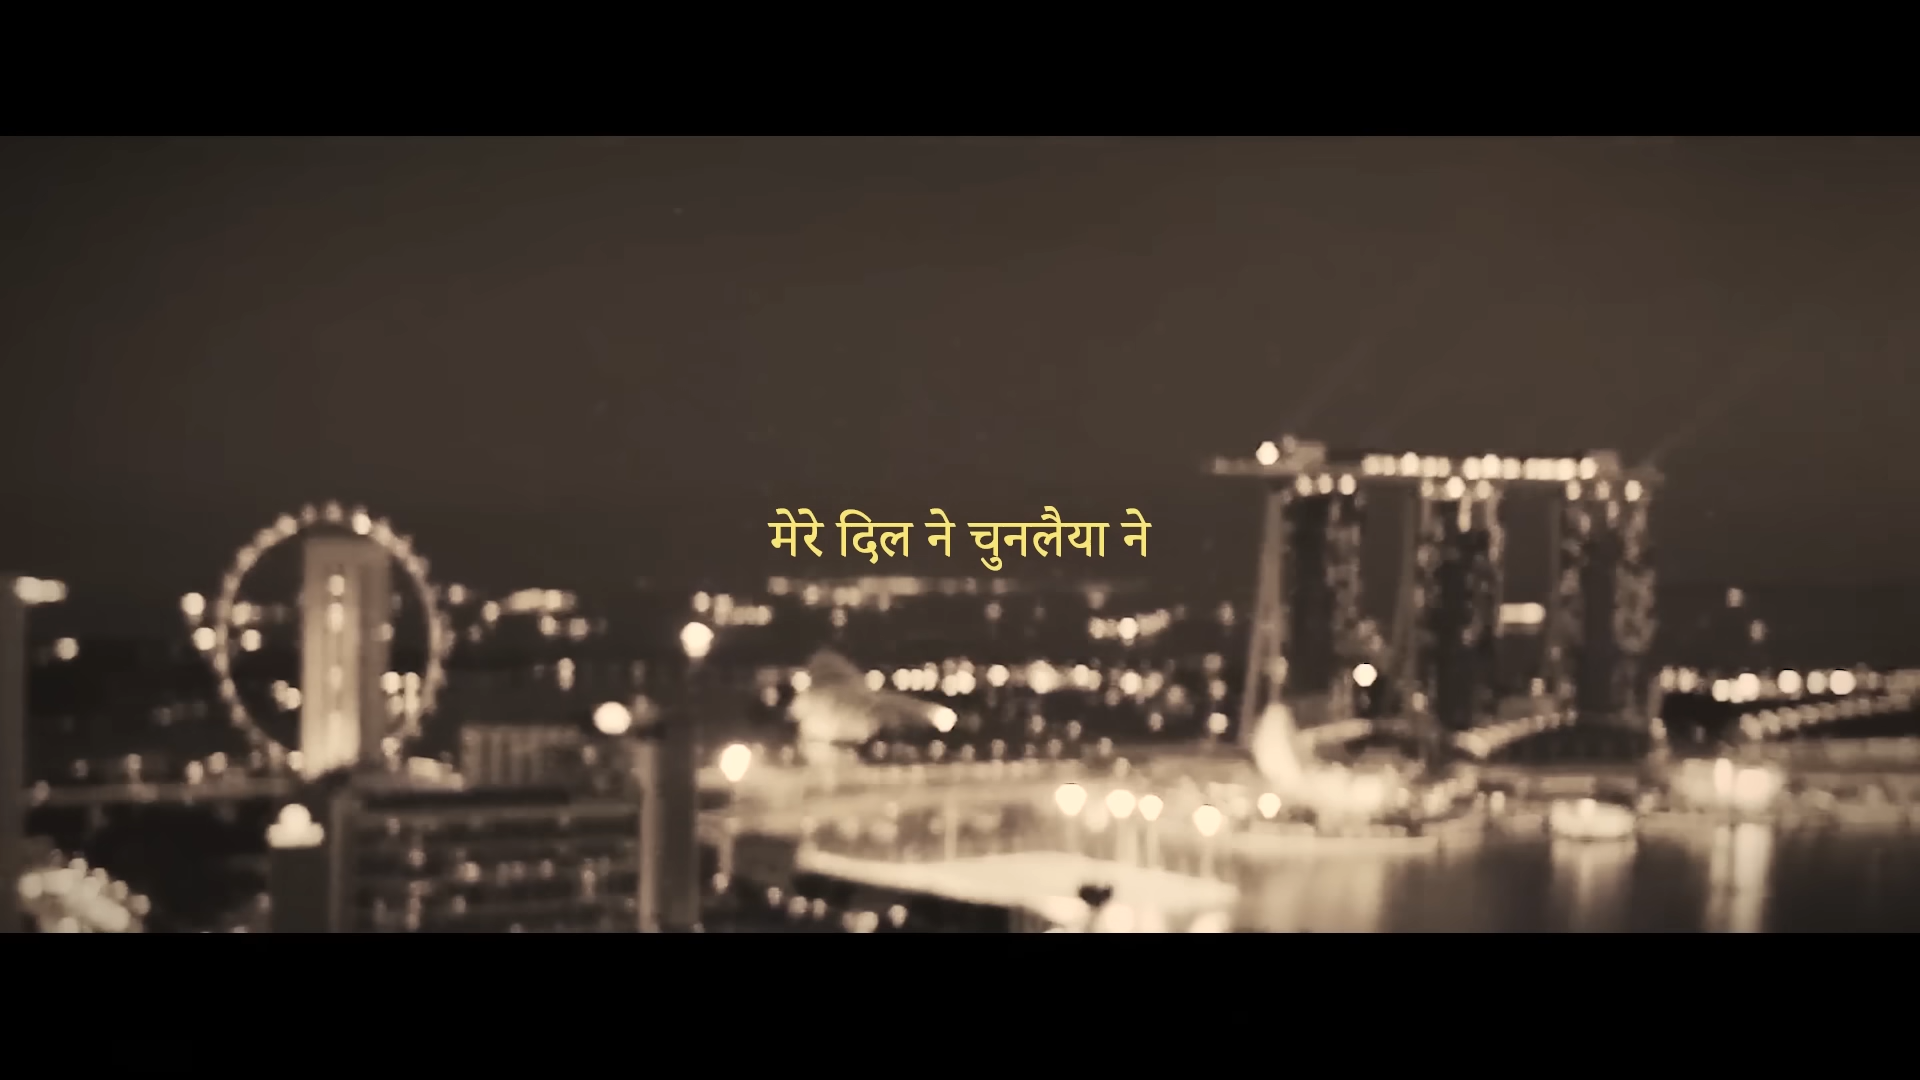 मेरे दिल ने चुनलैया ने